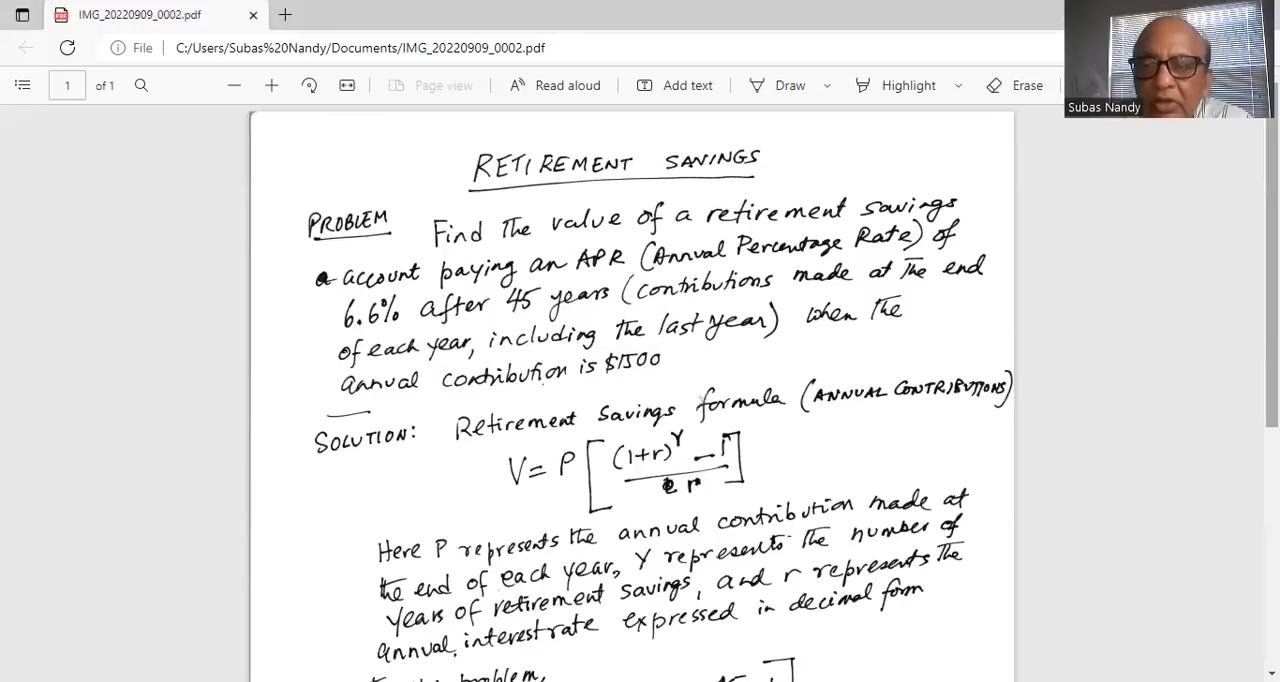 IMG_20220909_0002.pdf
File C:/Users/Subas%20Nandy/Documents/IMG_20220909_0002.pdf
1 of 1 Page view Read aloud Add text Draw Highlight Erase
Subas Nandy
RETIREMENT SAVINGS
PROBLEM Find the value of a retirement savings
account paying an APR (Annual Percentage Rate) of
6.6% after 45 years (contributions made at the end
of each year, including the last year) when the
annual contribution is $1500
SOLUTION: Retirement Savings formula (ANNUAL CONTRIBUTIONS)
V = P [ (1+r)^Y - 1
r ]
Here P represents the annual contribution made at
the end of each year, Y represents the number of
years of retirement savings, and r represents the
annual interest rate expressed in decimal form
problem,